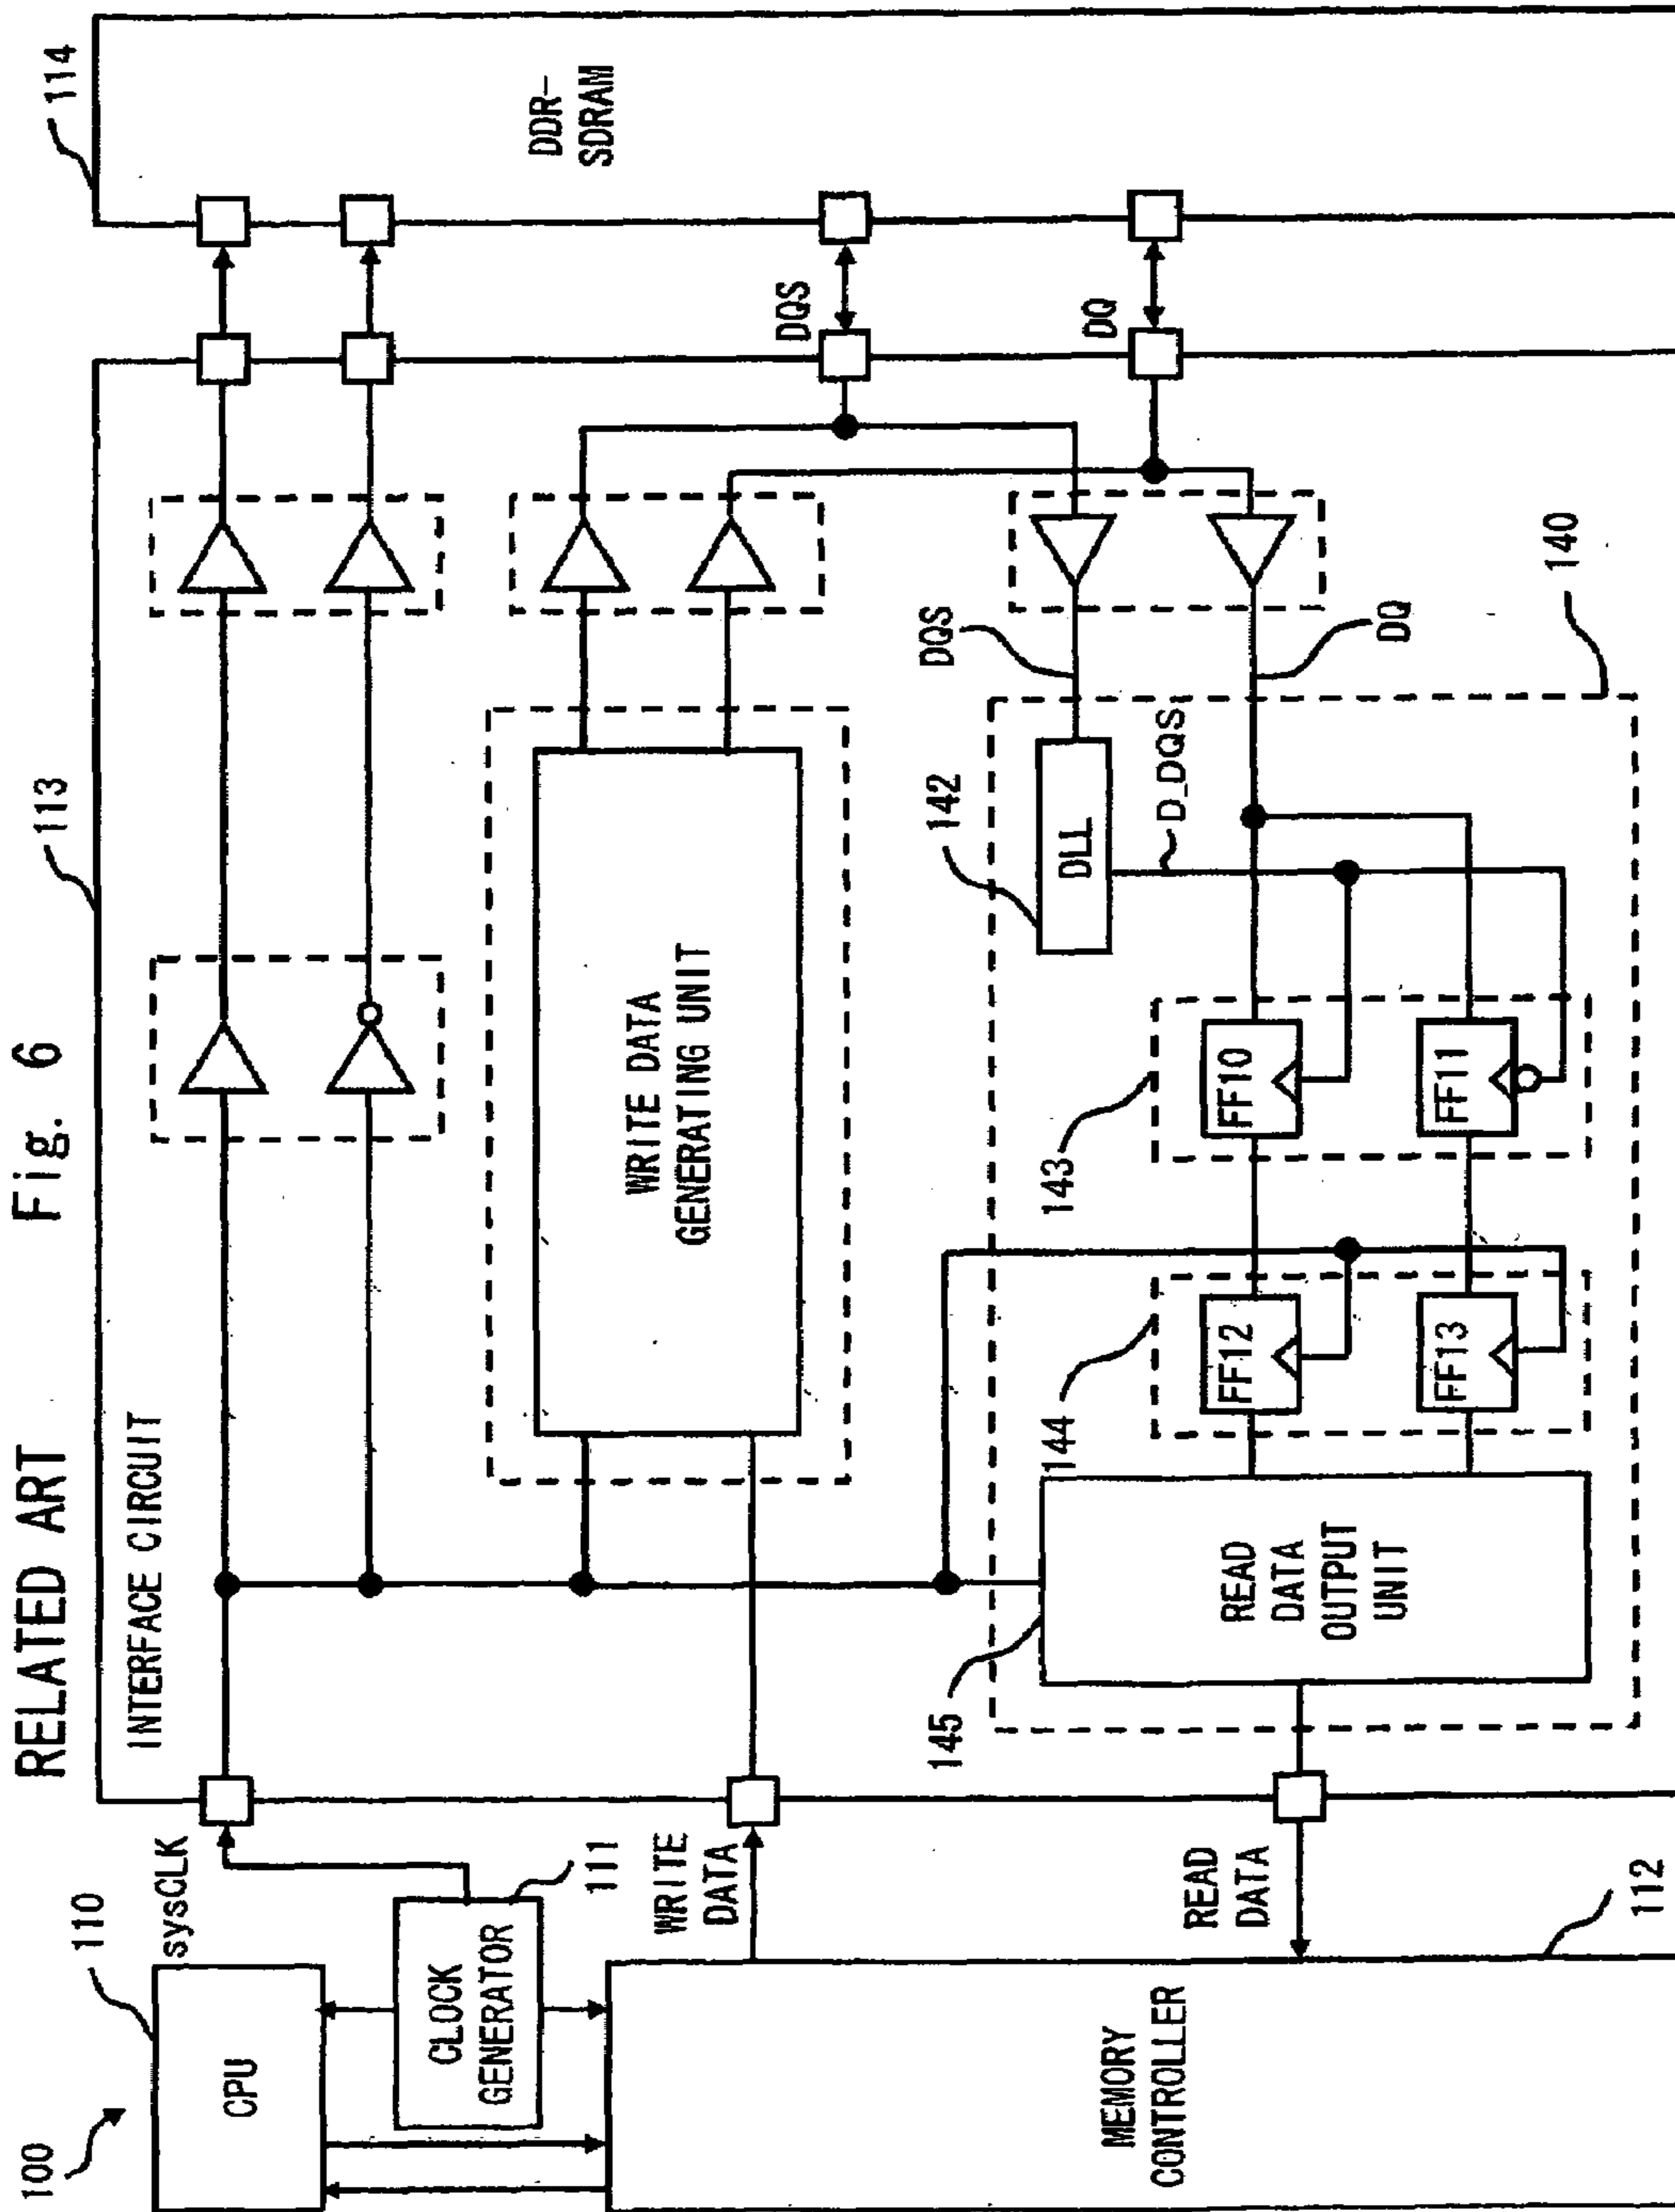 RELATED ART
Fig. 6
100
110
CPU
sysCLK
CLOCK
GENERATOR
111
MEMORY
CONTROLLER
112
WRITE
DATA
READ
DATA
113
INTERFACE CIRCUIT
WRITE DATA
GENERATING UNIT
145
READ
DATA
OUTPUT
UNIT
144
FF12
FF13
143
FF10
FF11
142
DLL
D_DQS
DQS
DQ
140
DQS
DQ
114
DDR-
SDRAM